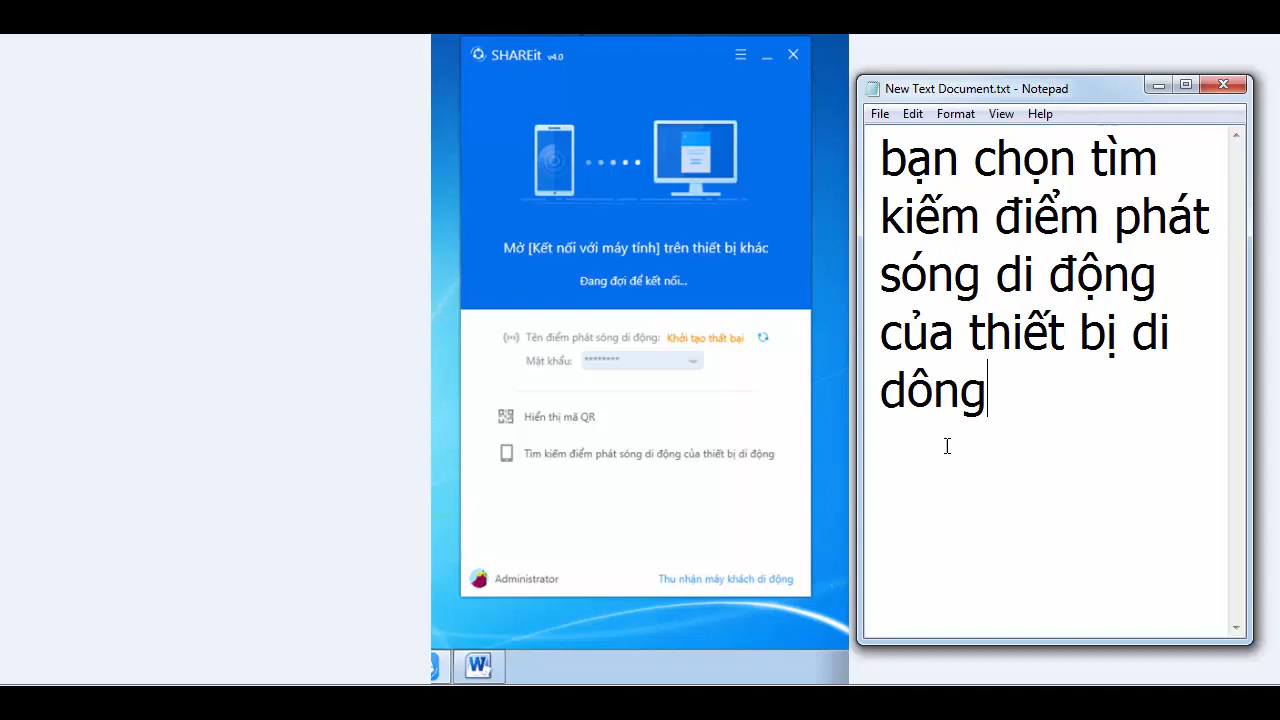 SHAREit v4.0
Mở [Kết nối với máy tính] trên thiết bị khác
Đang đợi để kết nối...
Tên điểm phát sóng di động: Khởi tạo thất bại
Mật khẩu: ********
Hiển thị mã QR
Tìm kiếm điểm phát sóng di động của thiết bị di động
Administrator
Thu nhận máy khách di động
New Text Document.txt - Notepad
File Edit Format View Help
bạn chọn tìm
kiếm điểm phát
sóng di động
của thiết bị di
dông